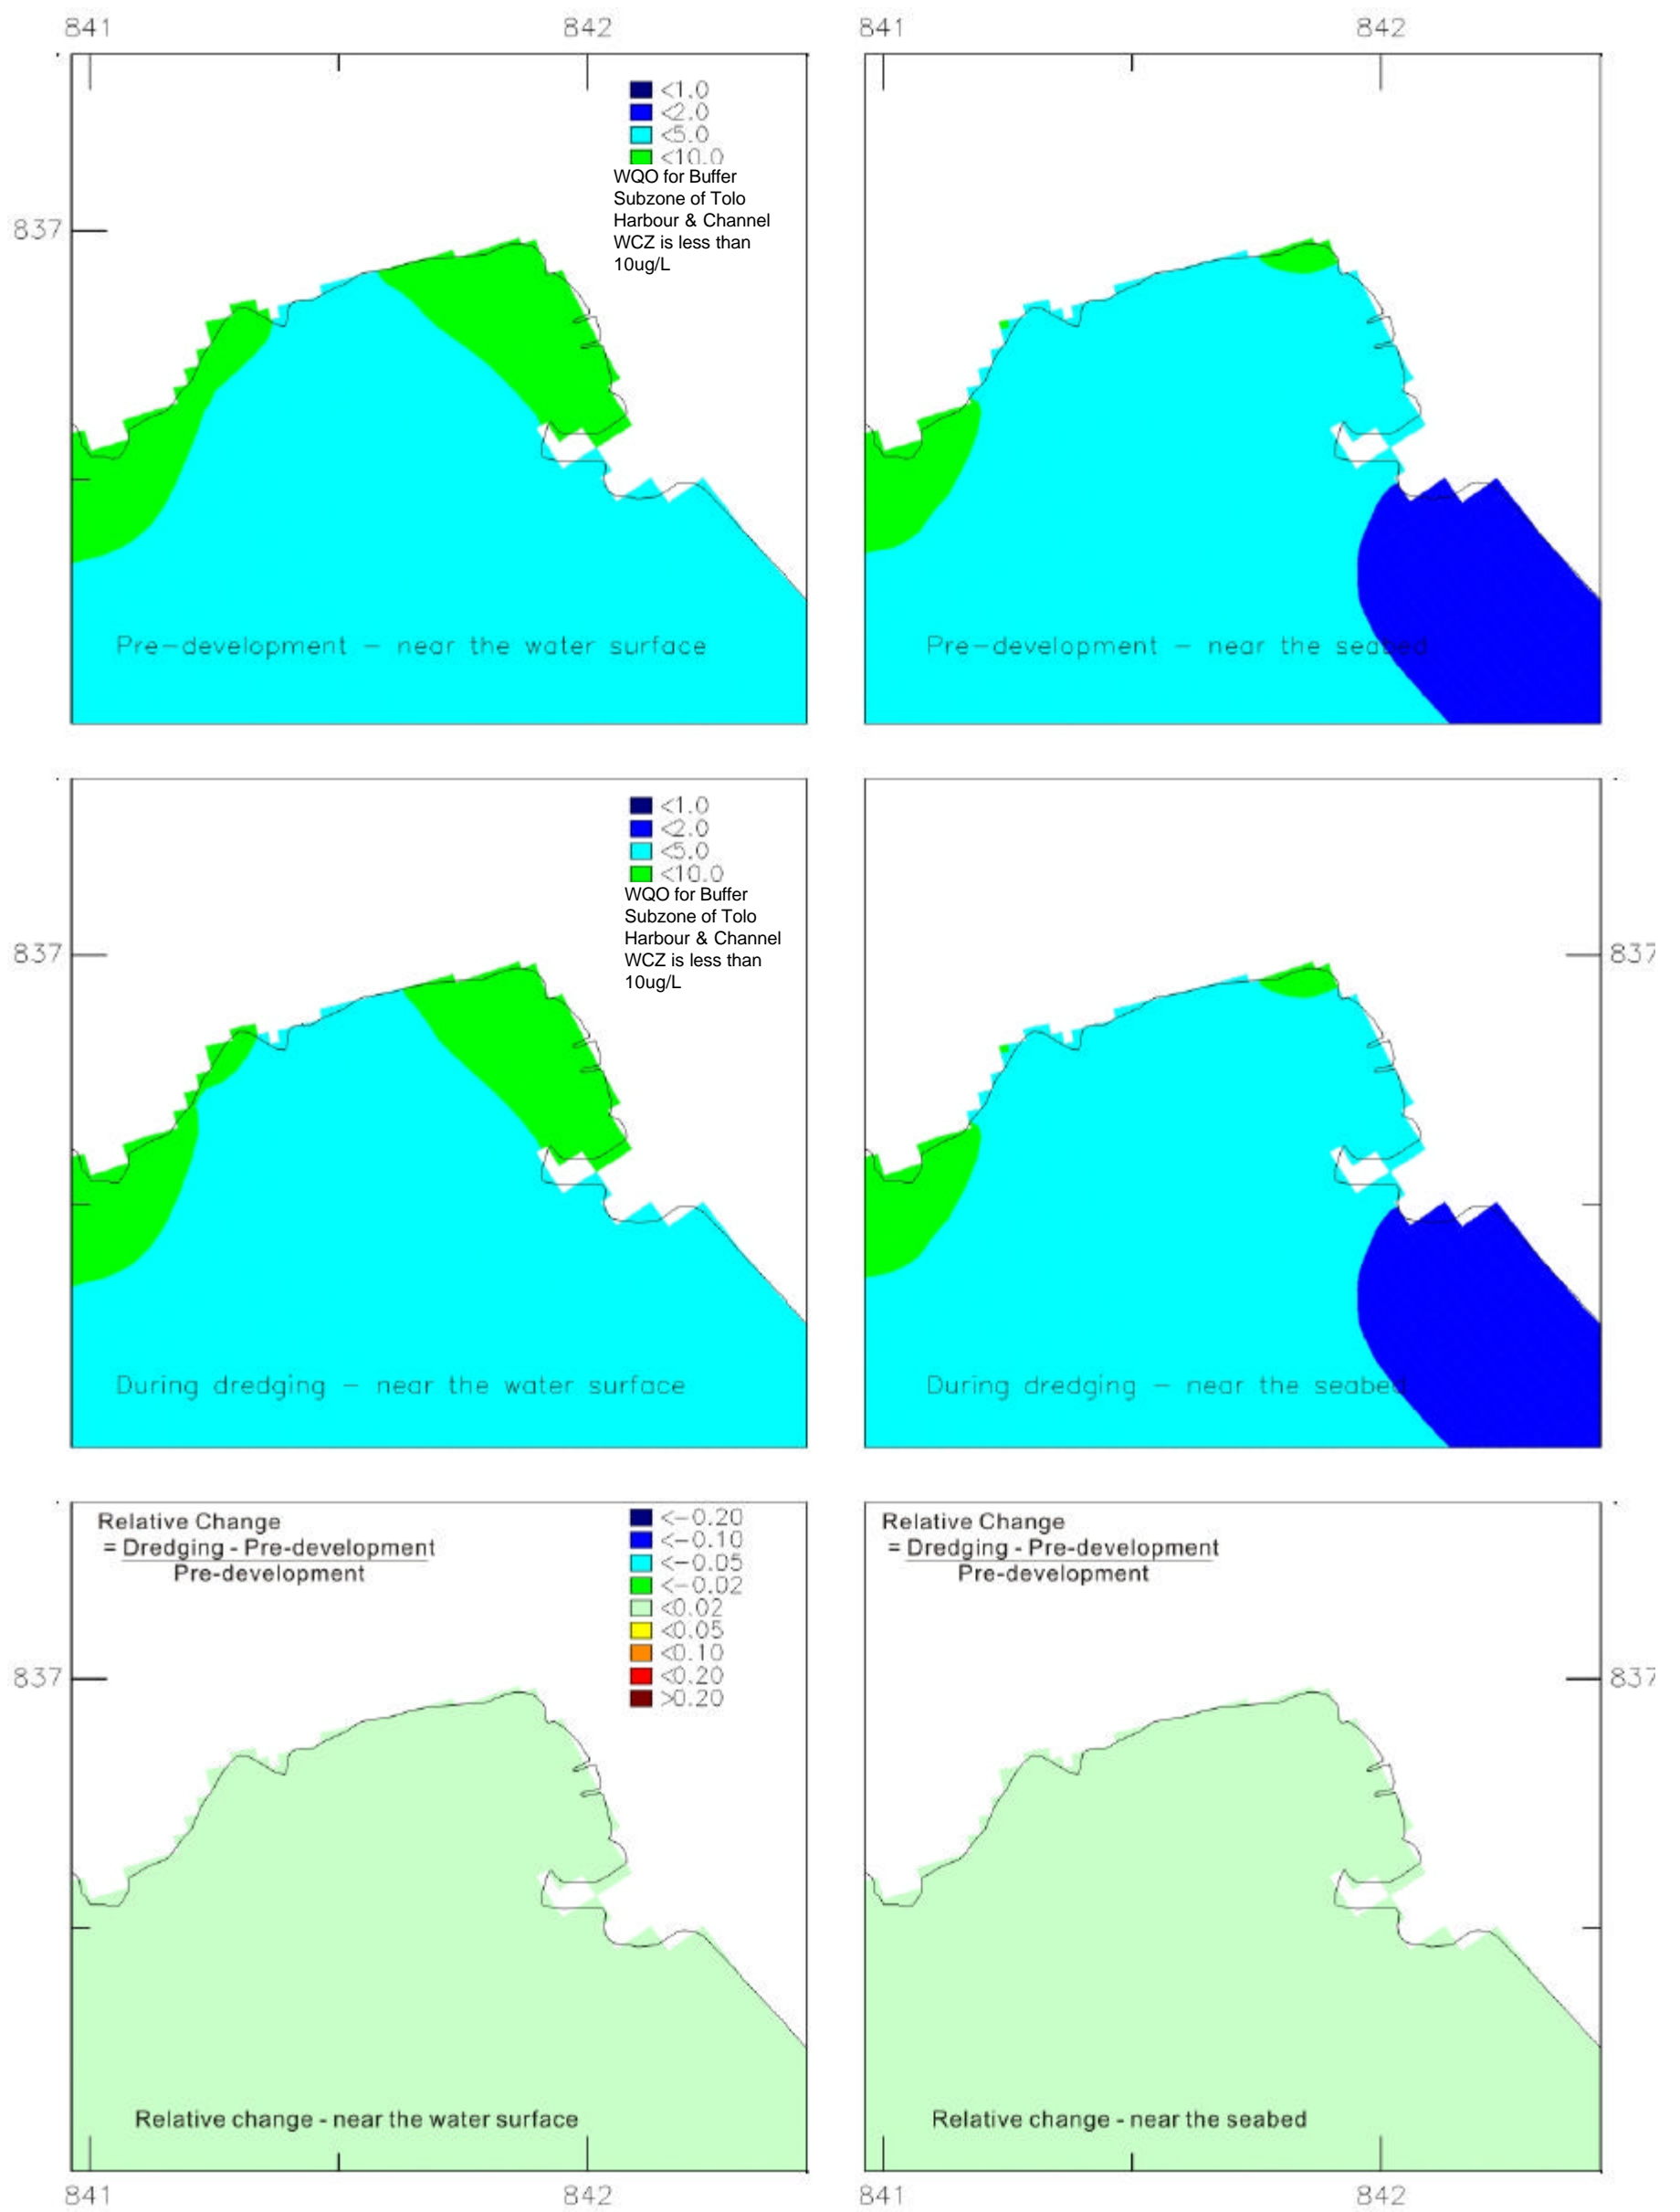 841 842 841 842
<1.0
<2.0
<5.0
<10.0
WQO for Buffer
Subzone of Tolo
Harbour & Channel
WCZ is less than
10ug/L
837
Pre-development - near the water surface
Pre-development - near the seabed
<1.0
<2.0
<5.0
<10.0
WQO for Buffer
Subzone of Tolo
Harbour & Channel
WCZ is less than
10ug/L
837 837
During dredging - near the water surface
During dredging - near the seabed
Relative Change
= Dredging - Pre-development
Pre-development
<-0.20
<-0.10
<-0.05
<-0.02
<0.02
<0.05
<0.10
<0.20
>0.20
Relative Change
= Dredging - Pre-development
Pre-development
837 837
Relative change - near the water surface
Relative change - near the seabed
841 842 841 842